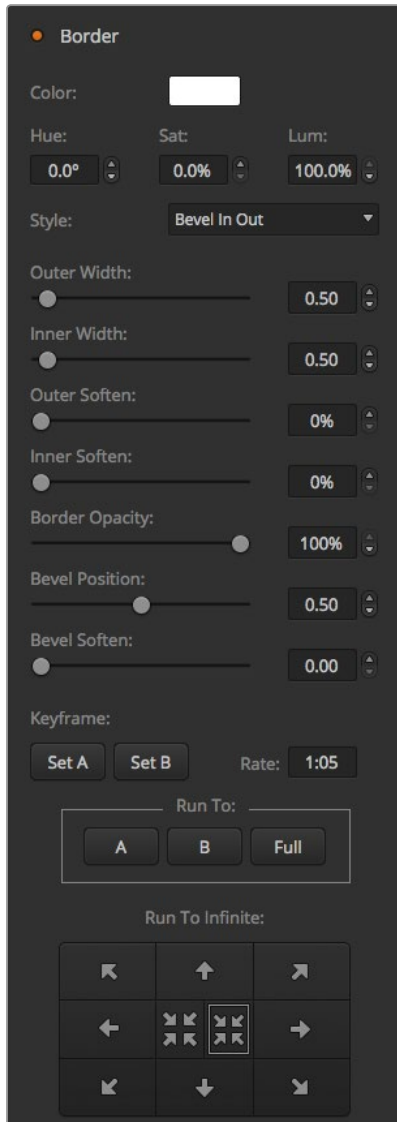 Border
Color:
Hue: Sat: Lum:
0.0° 0.0% 100.0%
Style: Bevel In Out
Outer Width:
0.50
Inner Width:
0.50
Outer Soften:
0%
Inner Soften:
0%
Border Opacity:
100%
Bevel Position:
0.50
Bevel Soften:
0.00
Keyframe:
Set A Set B Rate: 1:05
Run To:
A B Full
Run To Infinite: